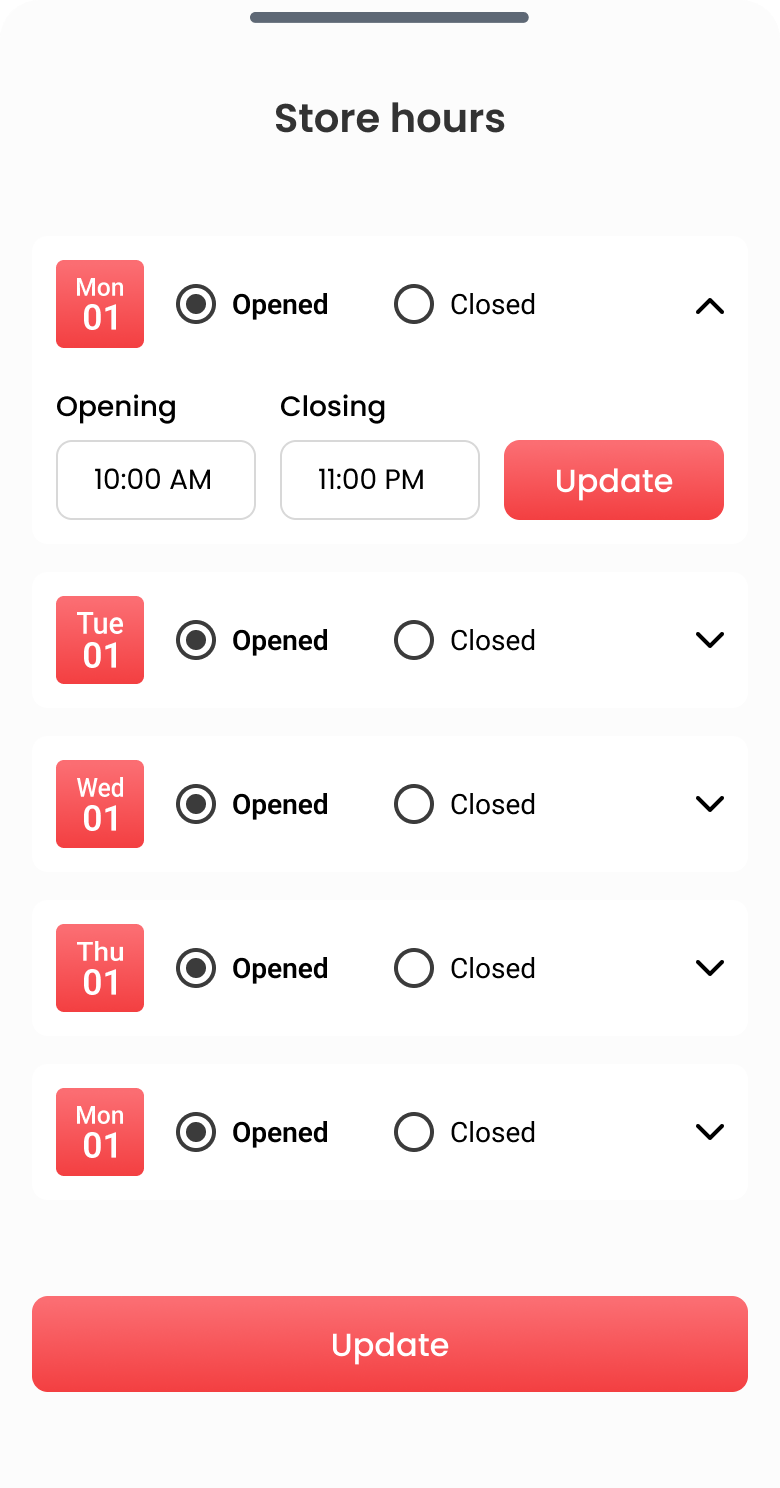 Store hours
Mon
01
Opened Closed
Opening Closing
10:00 AM 11:00 PM Update
Tue
01
Opened Closed
Wed
01
Opened Closed
Thu
01
Opened Closed
Mon
01
Opened Closed
Update